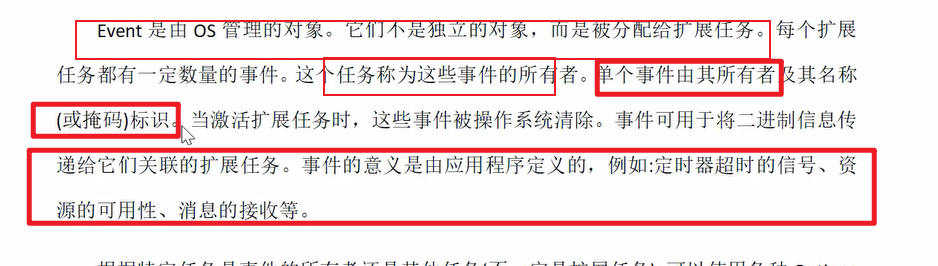 Event 是由 OS 管理的对象。它们不是独立的对象，而是被分配给扩展任务。每个扩展
任务都有一定数量的事件。这个任务称为这些事件的所有者。单个事件由其所有者及其名称
(或掩码)标识。当激活扩展任务时，这些事件被操作系统清除。事件可用于将二进制信息传
递给它们关联的扩展任务。事件的意义是由应用程序定义的，例如:定时器超时的信号、资
源的可用性、消息的接收等。